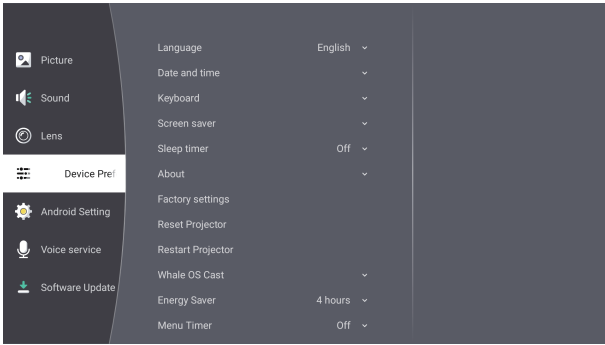 Picture
Sound
Lens
Device Pref
Android Setting
Voice service
Software Update
Language English
Date and time
Keyboard
Screen saver
Sleep timer Off
About
Factory settings
Reset Projector
Restart Projector
Whale OS Cast
Energy Saver 4 hours
Menu Timer Off